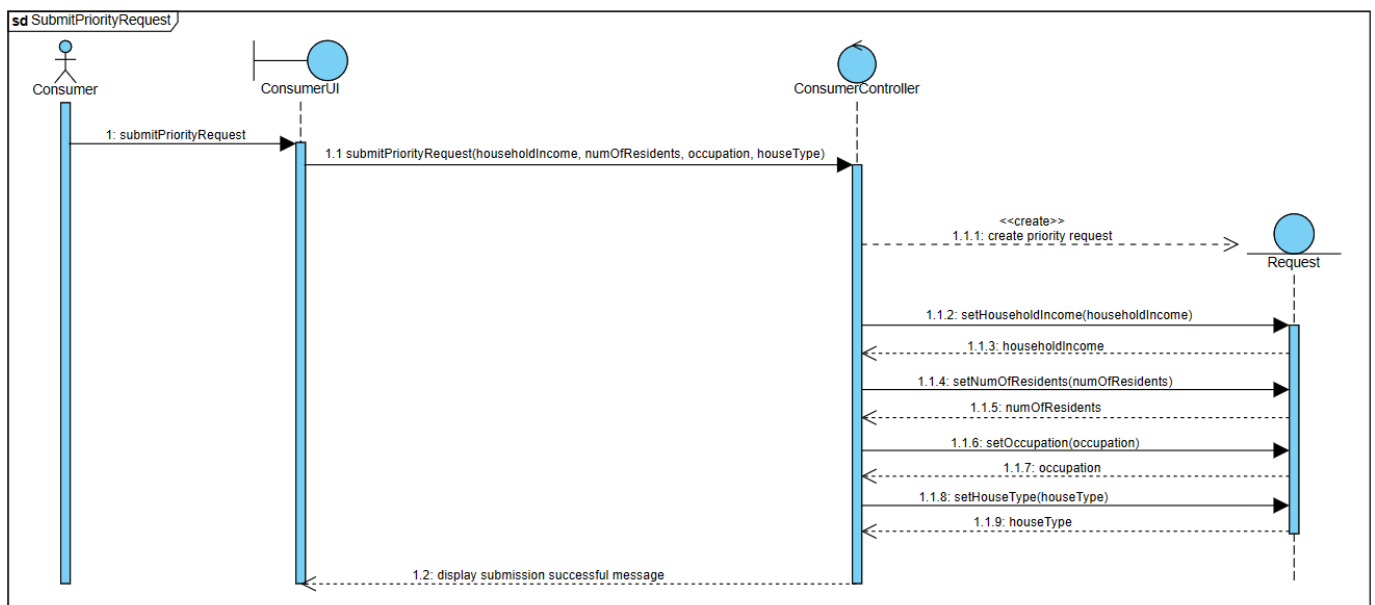 sd SubmitPriorityRequest
Consumer
ConsumerUI
ConsumerController
1: submitPriorityRequest
1.1 submitPriorityRequest(householdIncome, numOfResidents, occupation, houseType)
<<create>>
1.1.1: create priority request
Request
1.1.2: setHouseholdIncome(householdIncome)
1.1.3: householdIncome
1.1.4: setNumOfResidents(numOfResidents)
1.1.5: numOfResidents
1.1.6: setOccupation(occupation)
1.1.7: occupation
1.1.8: setHouseType(houseType)
1.1.9: houseType
1.2: display submission successful message